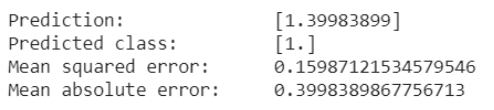 Prediction: [1.39983899]
Predicted class: [1.]
Mean squared error: 0.15987121534579546
Mean absolute error: 0.3998389867756713